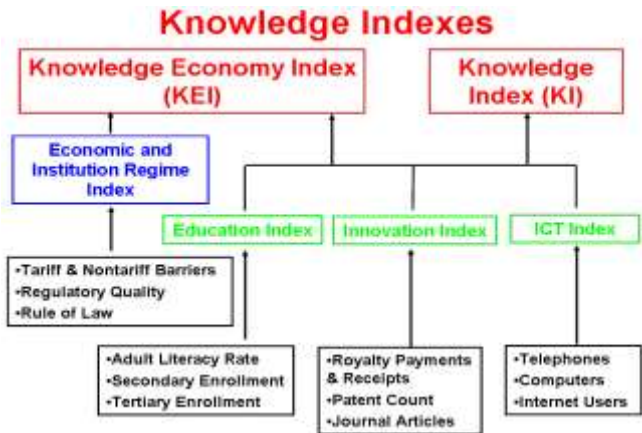 Knowledge Indexes
Knowledge Economy Index
(KEI)
Knowledge
Index (KI)
Economic and
Institution Regime
Index
Education Index
Innovation Index
ICT Index
•Tariff & Nontariff Barriers
•Regulatory Quality
•Rule of Law
•Adult Literacy Rate
•Secondary Enrollment
•Tertiary Enrollment
•Royalty Payments
& Receipts
•Patent Count
•Journal Articles
•Telephones
•Computers
•Internet Users